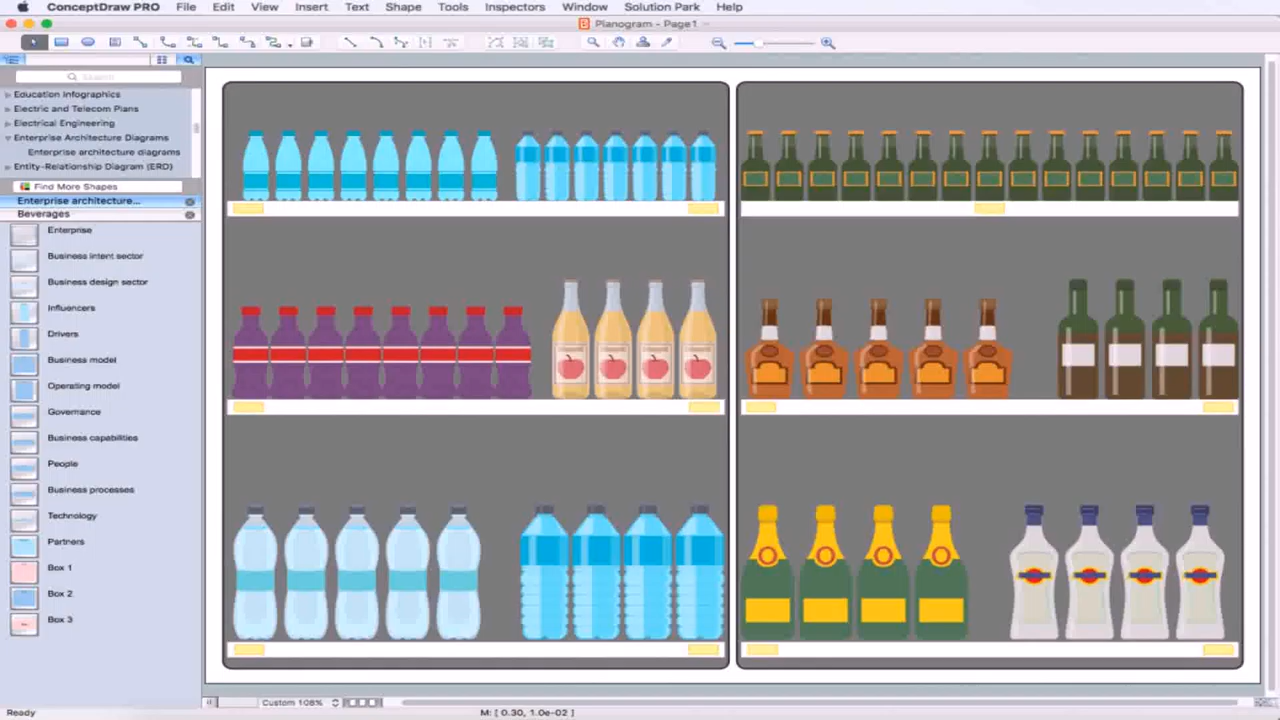 ConceptDraw PRO File Edit View Insert Text Shape Tools Inspectors Window Solution Park Help
Planogram - Page1
Search
Education Infographics
Electric and Telecom Plans
Electrical Engineering
Enterprise Architecture Diagrams
Enterprise architecture diagrams
Entity-Relationship Diagram (ERD)
Find More Shapes
Enterprise architecture...
Beverages
Enterprise
Business intent sector
Business design sector
Influencers
Drivers
Business model
Operating model
Governance
Business capabilities
People
Business processes
Technology
Partners
Box 1
Box 2
Box 3
Custom 108%
Ready M: [ 0.30, 1.0e-02 ]